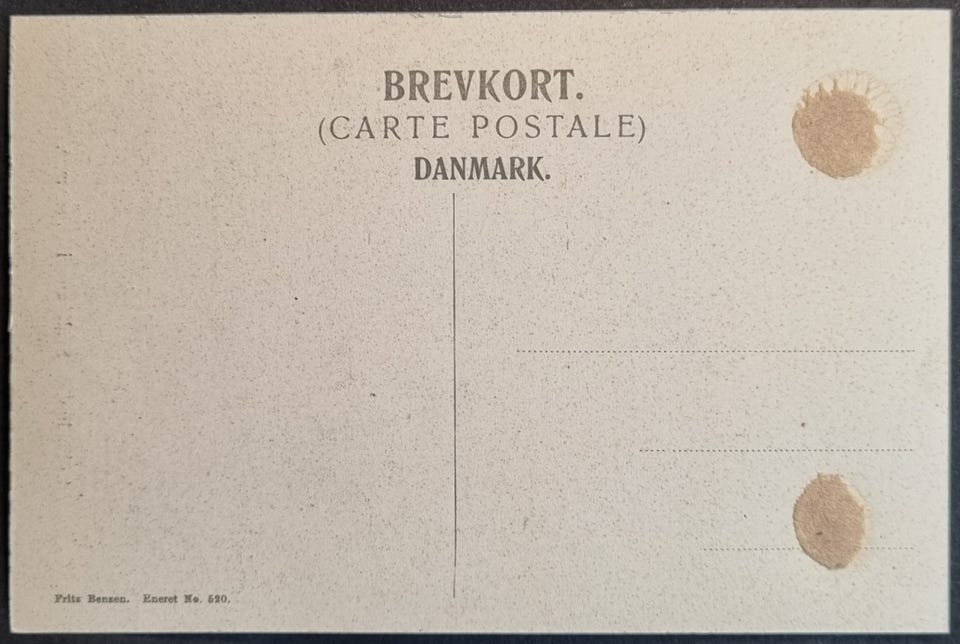 BREVKORT.
(CARTE POSTALE)
DANMARK.
Fritz Benzen. Eneret No. 520.